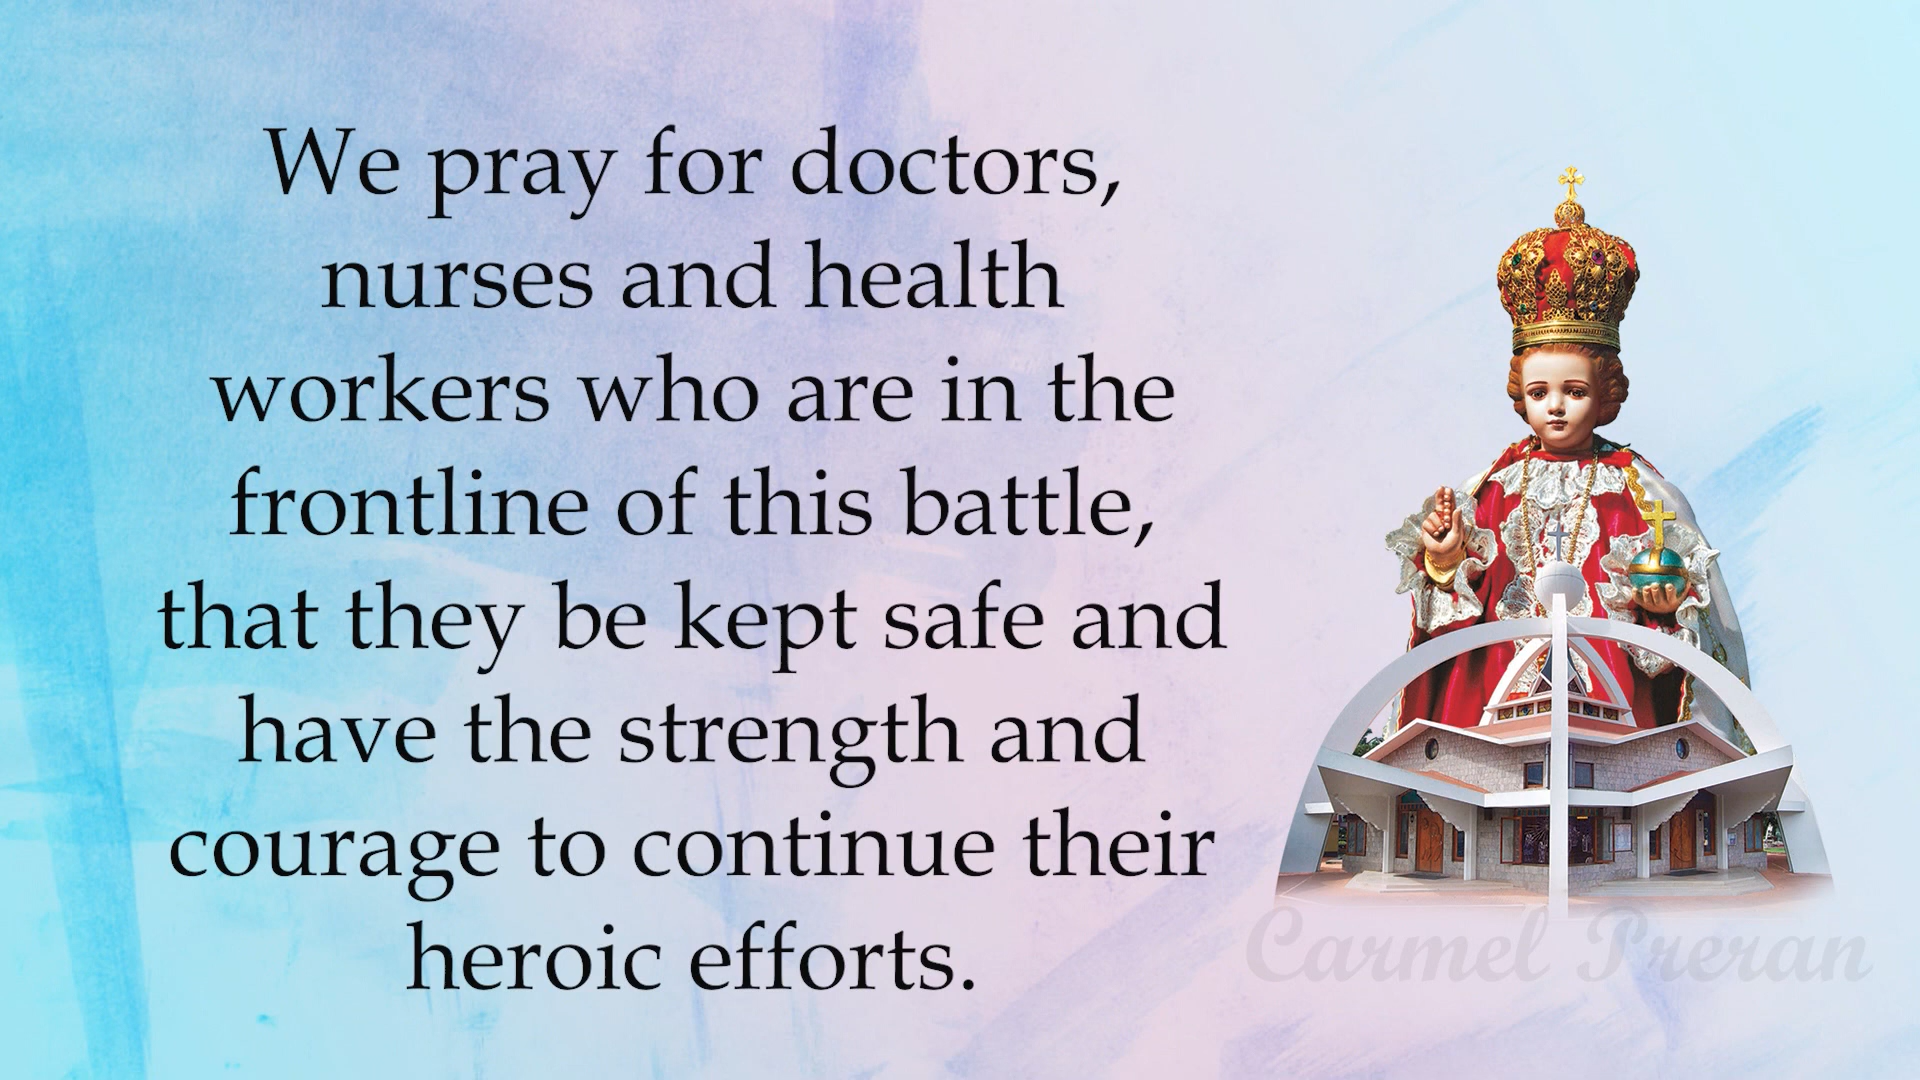 We pray for doctors,
nurses and health
workers who are in the
frontline of this battle,
that they be kept safe and
have the strength and
courage to continue their
heroic efforts.
Carmel Preran